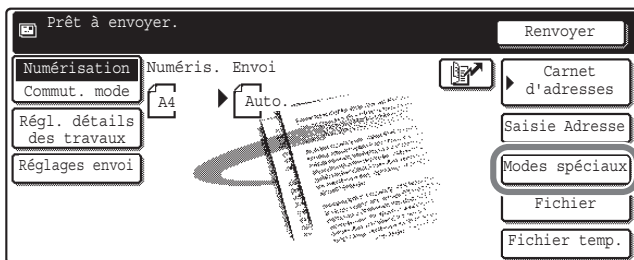 Prêt à envoyer.
Renvoyer
Numérisation
Commut. mode
Numéris. Envoi
A4
Auto.
Carnet
d'adresses
Régl. détails
des travaux
Saisie Adresse
Réglages envoi
Modes spéciaux
Fichier
Fichier temp.